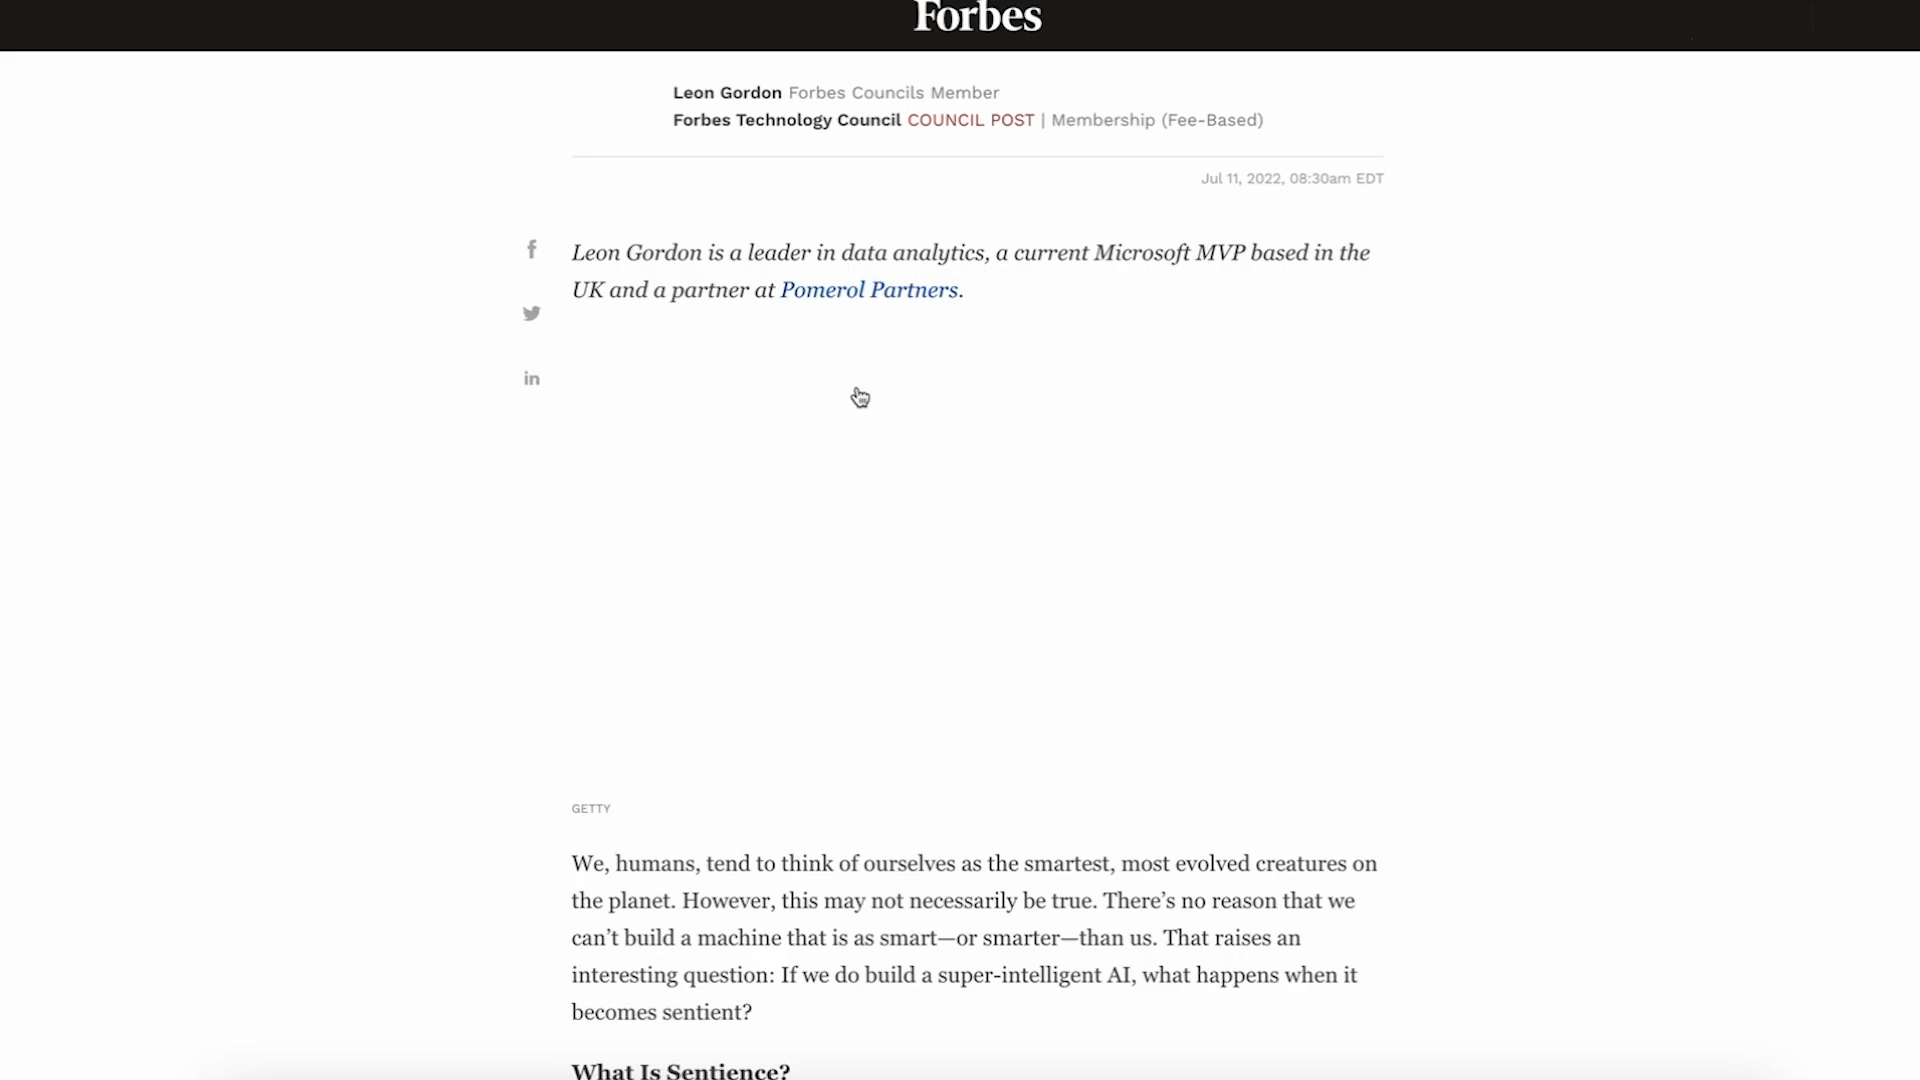 Forbes
Leon Gordon Forbes Councils Member
Forbes Technology Council COUNCIL POST | Membership (Fee-Based)
Jul 11, 2022, 08:30am EDT
Leon Gordon is a leader in data analytics, a current Microsoft MVP based in the
UK and a partner at Pomerol Partners.
GETTY
We, humans, tend to think of ourselves as the smartest, most evolved creatures on
the planet. However, this may not necessarily be true. There’s no reason that we
can’t build a machine that is as smart—or smarter—than us. That raises an
interesting question: If we do build a super-intelligent AI, what happens when it
becomes sentient?
What Is Sentience?